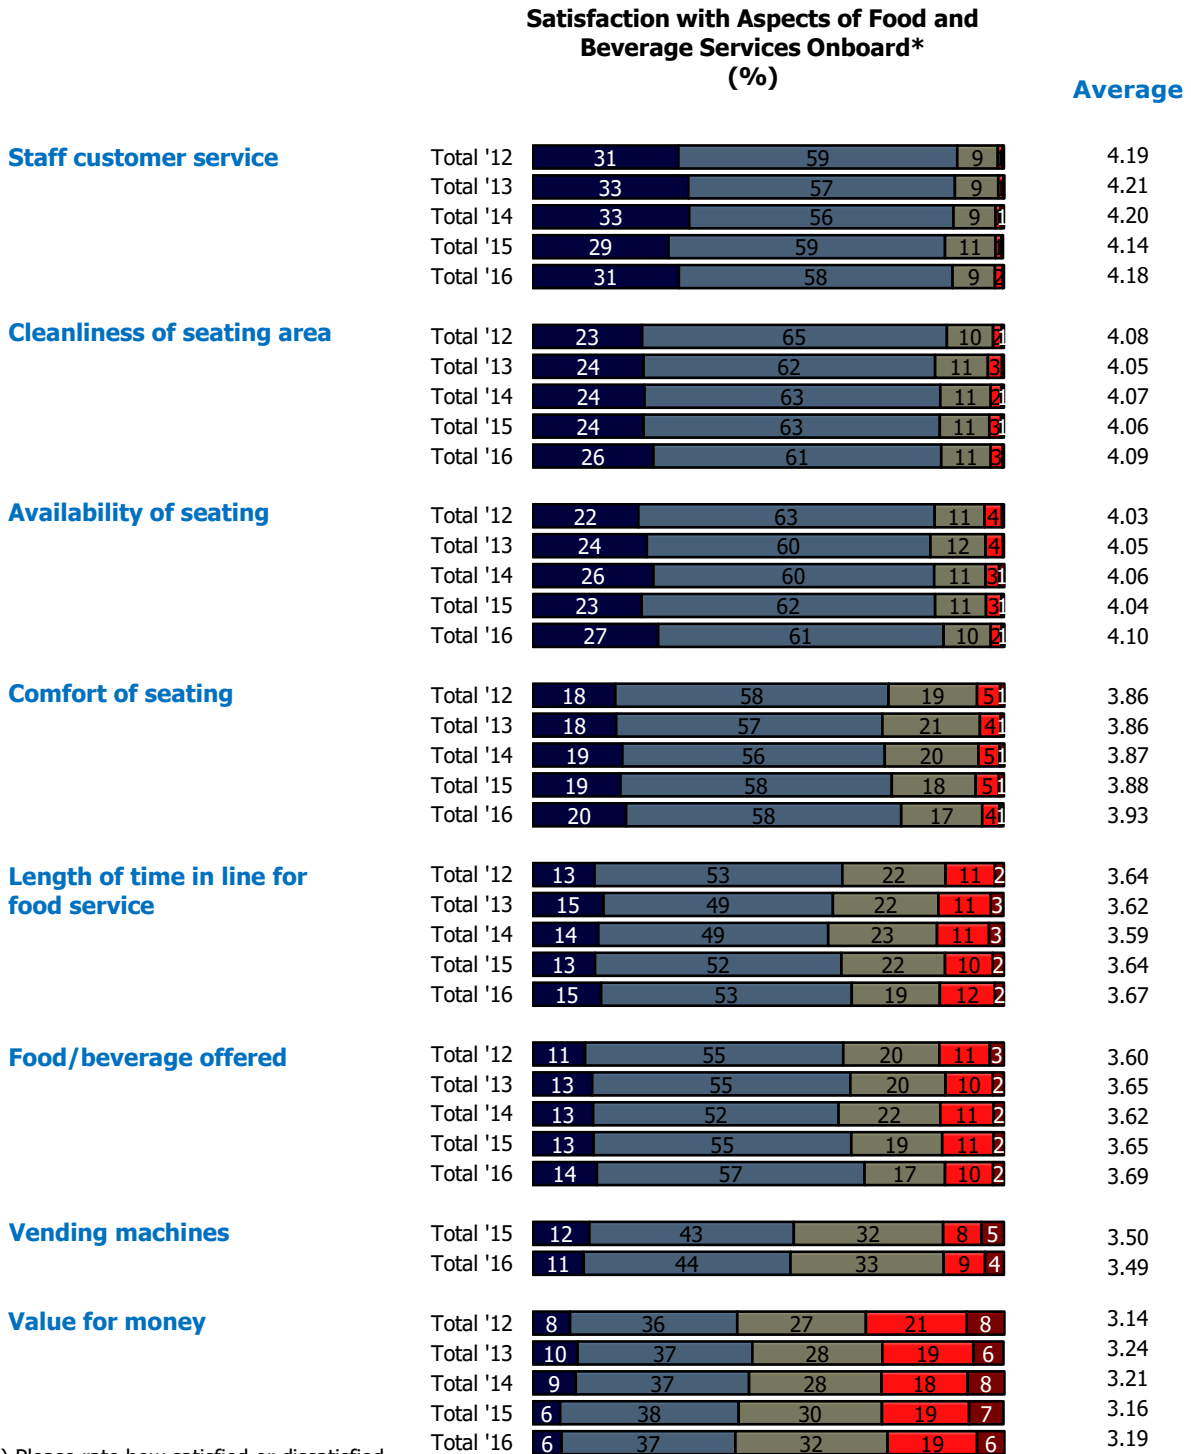 Satisfaction with Aspects of Food and
Beverage Services Onboard*
(%)
Average
Staff customer service
Total '12 31 59 9 1 4.19
Total '13 33 57 9 1 4.21
Total '14 33 56 9 1 4.20
Total '15 29 59 11 1 4.14
Total '16 31 58 9 2 4.18
Cleanliness of seating area
Total '12 23 65 10 2 1 4.08
Total '13 24 62 11 3 4.05
Total '14 24 63 11 2 1 4.07
Total '15 24 63 11 3 1 4.06
Total '16 26 61 11 3 4.09
Availability of seating
Total '12 22 63 11 4 4.03
Total '13 24 60 12 4 4.05
Total '14 26 60 11 3 1 4.06
Total '15 23 62 11 3 1 4.04
Total '16 27 61 10 2 1 4.10
Comfort of seating
Total '12 18 58 19 5 1 3.86
Total '13 18 57 21 4 1 3.86
Total '14 19 56 20 5 1 3.87
Total '15 19 58 18 5 1 3.88
Total '16 20 58 17 4 1 3.93
Length of time in line for
food service
Total '12 13 53 22 11 2 3.64
Total '13 15 49 22 11 3 3.62
Total '14 14 49 23 11 3 3.59
Total '15 13 52 22 10 2 3.64
Total '16 15 53 19 12 2 3.67
Food/beverage offered
Total '12 11 55 20 11 3 3.60
Total '13 13 55 20 10 2 3.65
Total '14 13 52 22 11 2 3.62
Total '15 13 55 19 11 2 3.65
Total '16 14 57 17 10 2 3.69
Vending machines
Total '15 12 43 32 8 5 3.50
Total '16 11 44 33 9 4 3.49
Value for money
Total '12 8 36 27 21 8 3.14
Total '13 10 37 28 19 6 3.24
Total '14 9 37 28 18 8 3.21
Total '15 6 38 30 19 7 3.16
Total '16 6 37 32 19 6 3.19